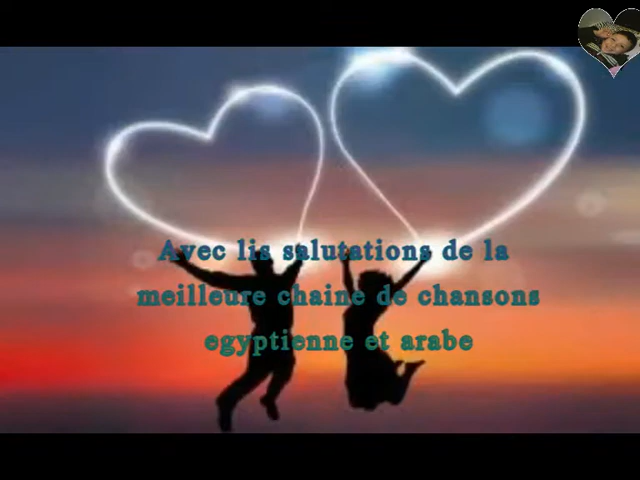 Avec lis salutations de la
meilleure chaine de chansons
egyptienne et arabe